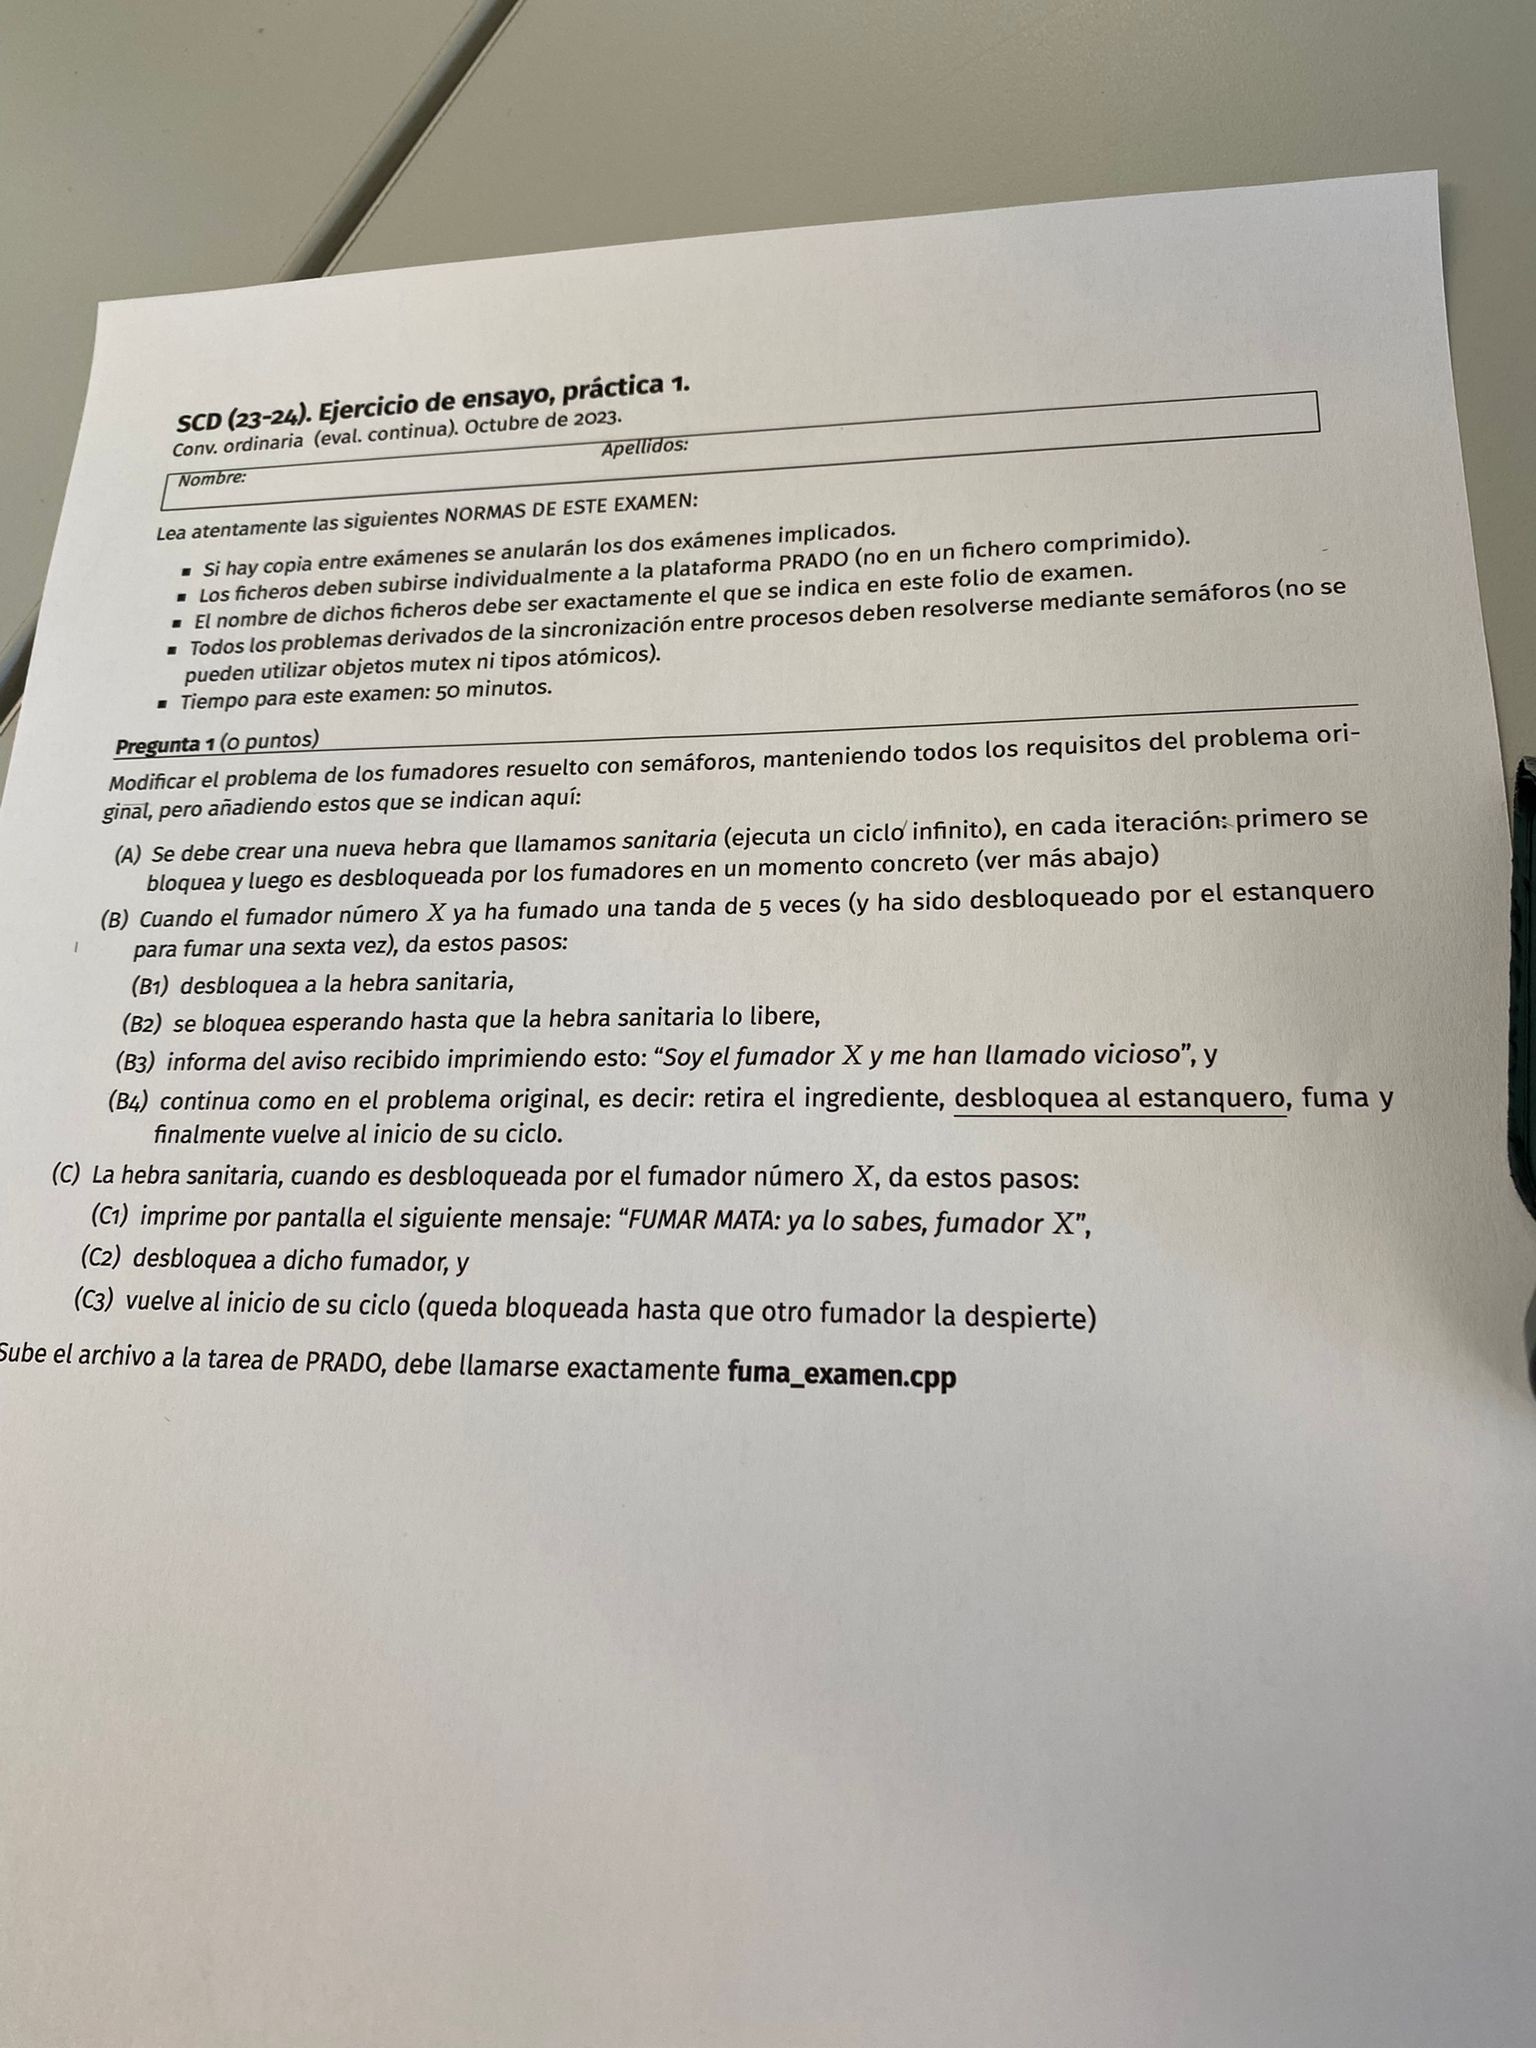 SCD (23-24). Ejercicio de ensayo, práctica 1.
Conv. ordinaria (eval. continua). Octubre de 2023.
Nombre: Apellidos:
Lea atentamente las siguientes NORMAS DE ESTE EXAMEN:
▪ Si hay copia entre exámenes se anularán los dos exámenes implicados.
▪ Los ficheros deben subirse individualmente a la plataforma PRADO (no en un fichero comprimido).
▪ El nombre de dichos ficheros debe ser exactamente el que se indica en este folio de examen.
▪ Todos los problemas derivados de la sincronización entre procesos deben resolverse mediante semáforos (no se
pueden utilizar objetos mutex ni tipos atómicos).
▪ Tiempo para este examen: 50 minutos.
Pregunta 1 (0 puntos)
Modificar el problema de los fumadores resuelto con semáforos, manteniendo todos los requisitos del problema ori-
ginal, pero añadiendo estos que se indican aquí:
(A) Se debe crear una nueva hebra que llamamos sanitaria (ejecuta un ciclo infinito), en cada iteración: primero se
bloquea y luego es desbloqueada por los fumadores en un momento concreto (ver más abajo)
(B) Cuando el fumador número X ya ha fumado una tanda de 5 veces (y ha sido desbloqueado por el estanquero
para fumar una sexta vez), da estos pasos:
(B1) desbloquea a la hebra sanitaria,
(B2) se bloquea esperando hasta que la hebra sanitaria lo libere,
(B3) informa del aviso recibido imprimiendo esto: “Soy el fumador X y me han llamado vicioso”, y
(B4) continua como en el problema original, es decir: retira el ingrediente, desbloquea al estanquero, fuma y
finalmente vuelve al inicio de su ciclo.
(C) La hebra sanitaria, cuando es desbloqueada por el fumador número X, da estos pasos:
(C1) imprime por pantalla el siguiente mensaje: “FUMAR MATA: ya lo sabes, fumador X”,
(C2) desbloquea a dicho fumador, y
(C3) vuelve al inicio de su ciclo (queda bloqueada hasta que otro fumador la despierte)
Sube el archivo a la tarea de PRADO, debe llamarse exactamente fuma_examen.cpp